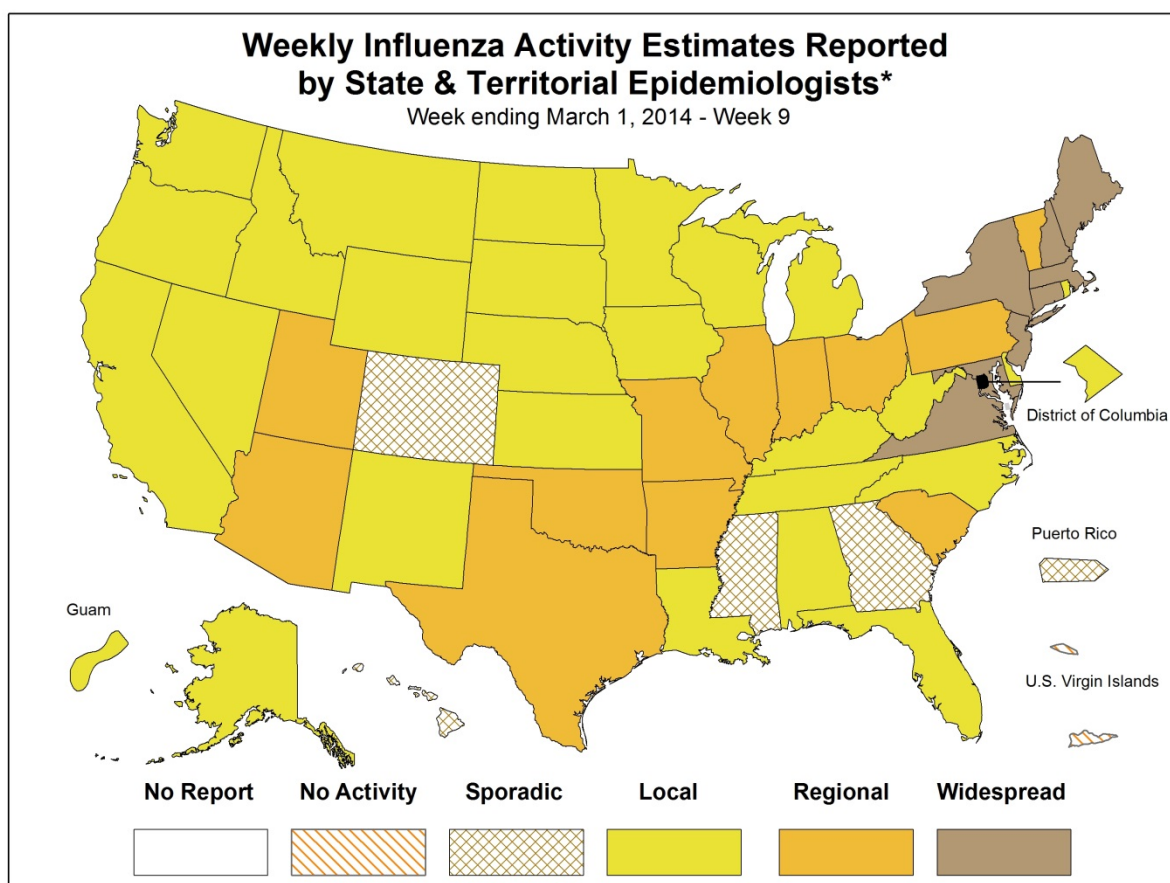 Weekly Influenza Activity Estimates Reported
by State & Territorial Epidemiologists*
Week ending March 1, 2014 - Week 9
District of Columbia
Puerto Rico
Guam
U.S. Virgin Islands
No Report
No Activity
Sporadic
Local
Regional
Widespread